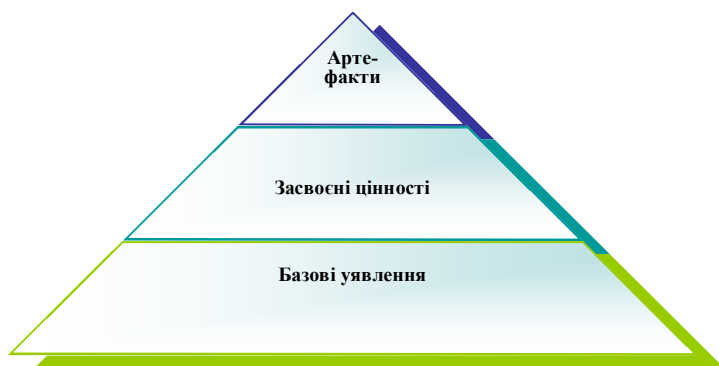 Арте-
факти
Засвоєні цінності
Базові уявлення